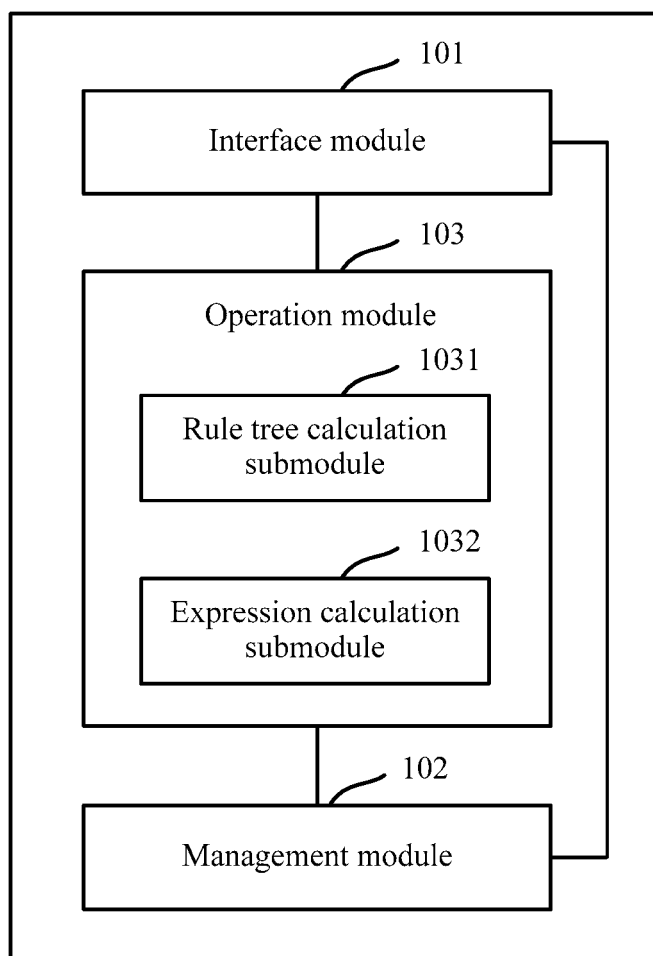 101
Interface module
103
Operation module
1031
Rule tree calculation
submodule
1032
Expression calculation
submodule
102
Management module